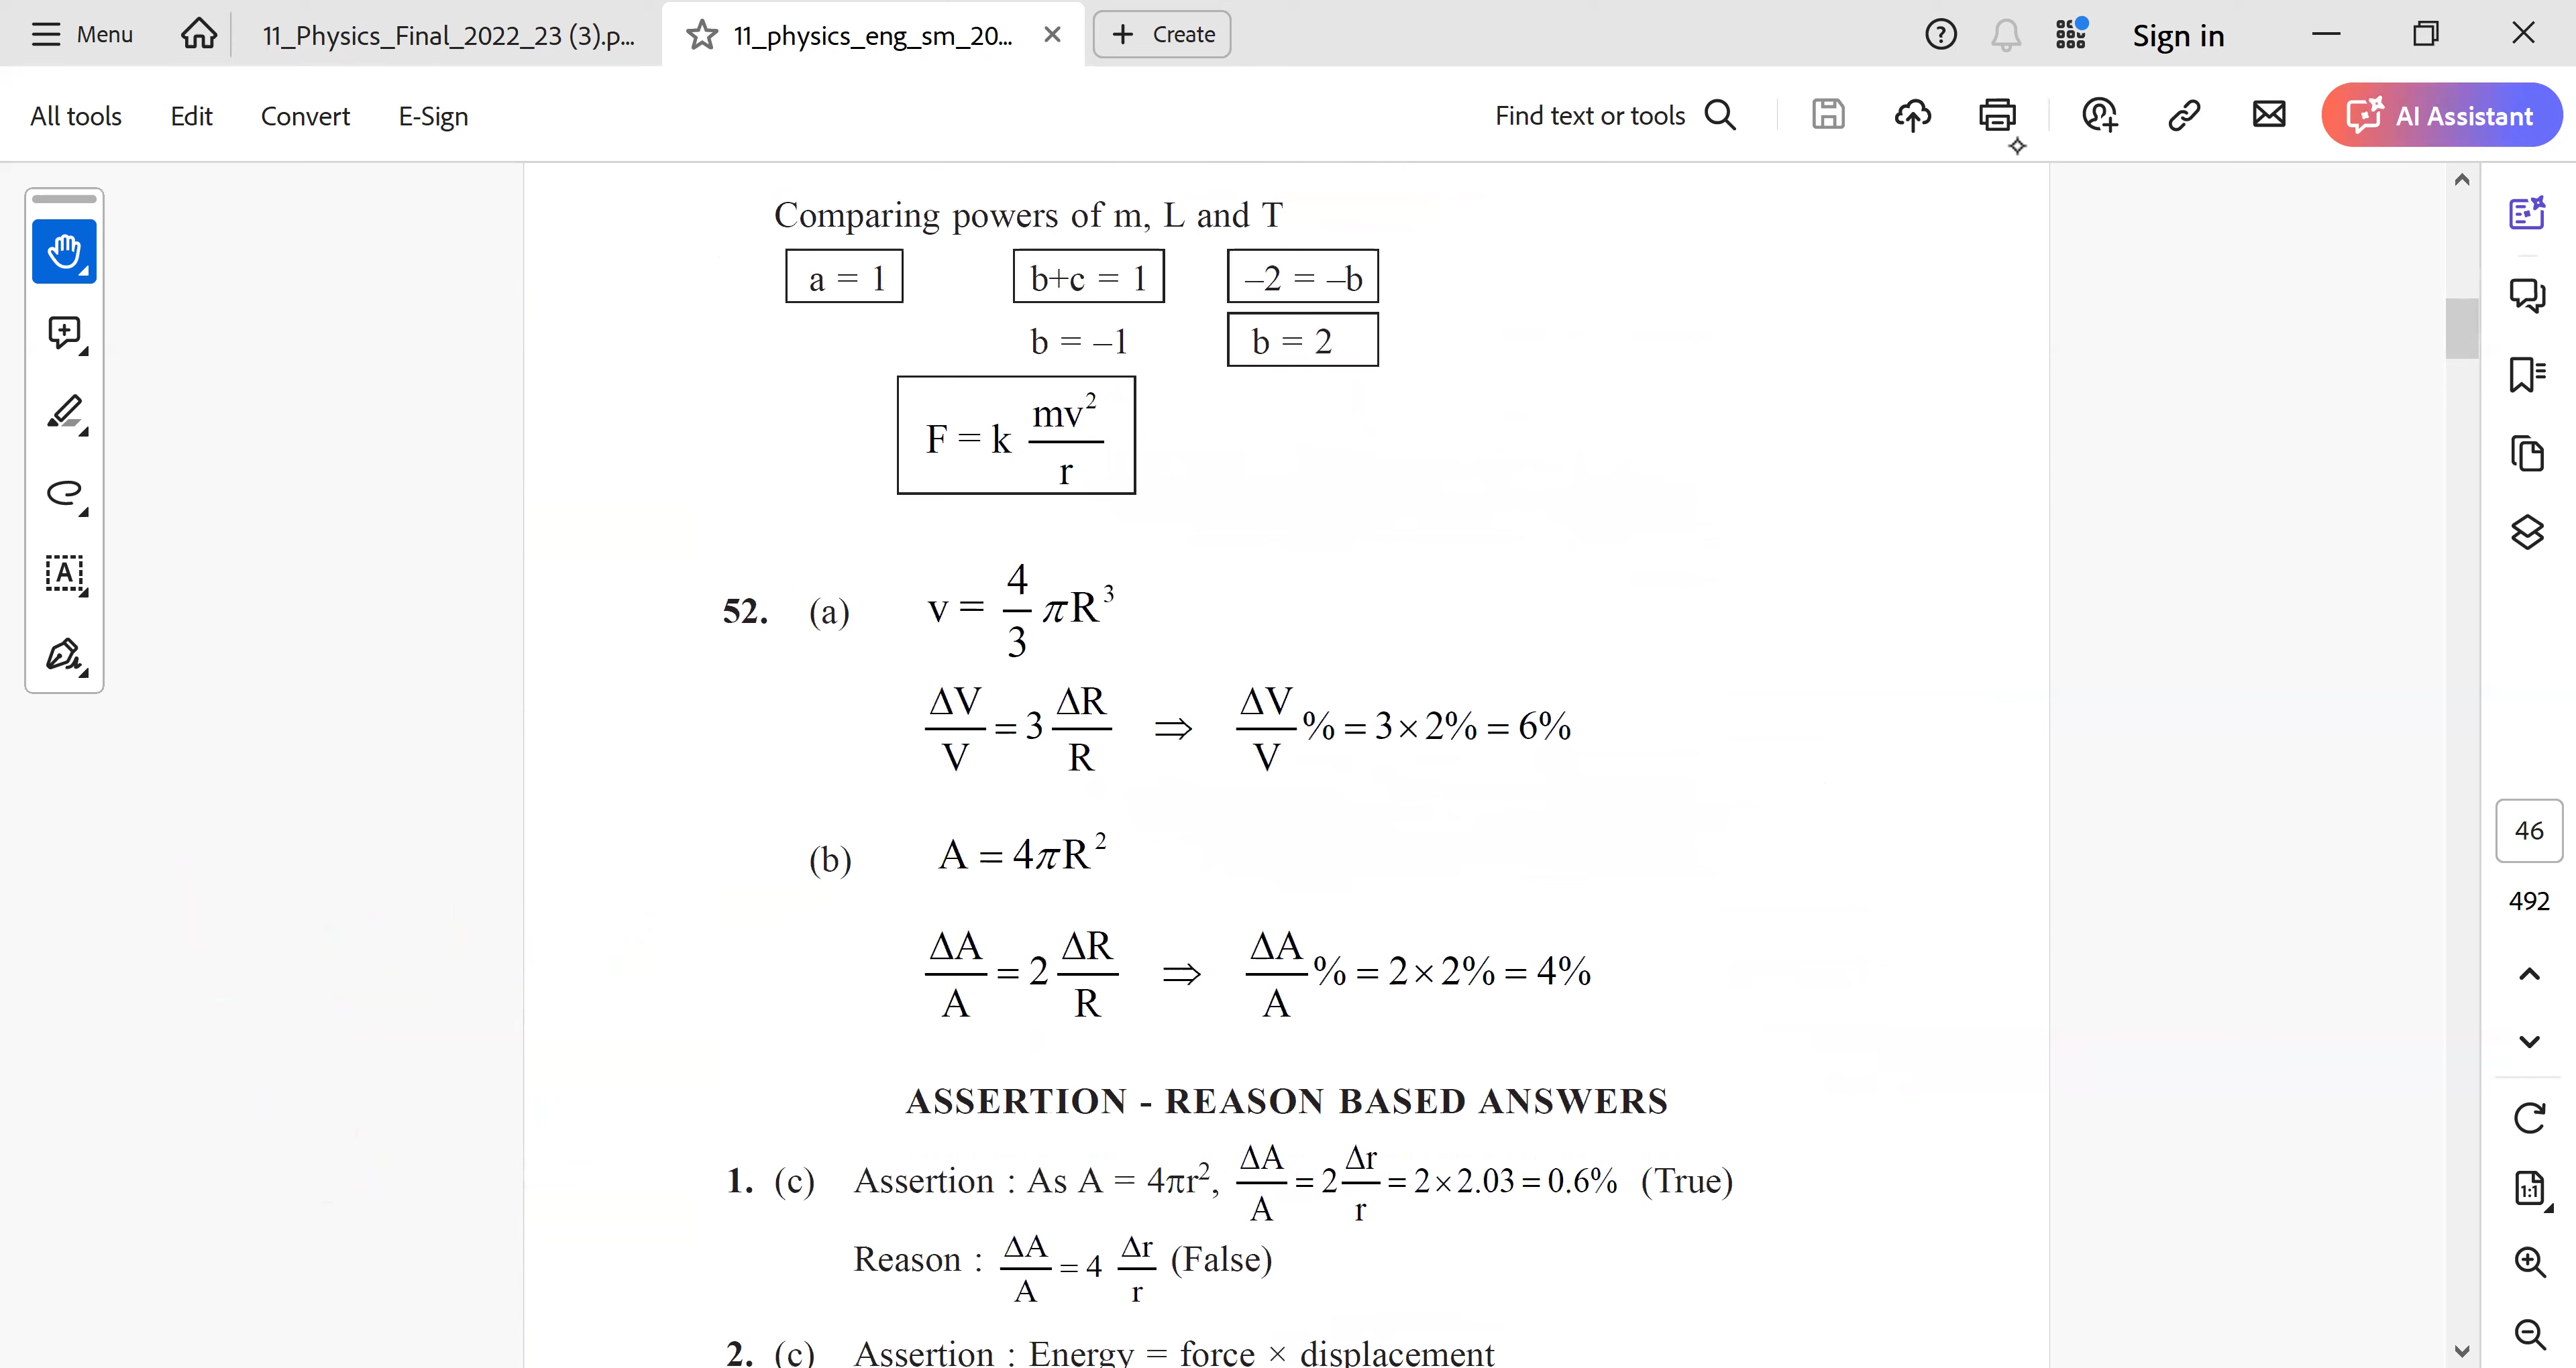 Menu 11_Physics_Final_2022_23 (3).p... 11_physics_eng_sm_20... Create Sign in
All tools Edit Convert E-Sign Find text or tools AI Assistant
Comparing powers of m, L and T
a = 1 b+c = 1 –2 = –b
b = –1 b = 2
F = k mv²/r
52. (a) v = 4/3 πR³
ΔV/V = 3 ΔR/R ⇒ ΔV/V % = 3 × 2% = 6%
(b) A = 4πR²
ΔA/A = 2 ΔR/R ⇒ ΔA/A % = 2 × 2% = 4%
ASSERTION - REASON BASED ANSWERS
1. (c) Assertion : As A = 4πr², ΔA/A = 2 Δr/r = 2 × 2.03 = 0.6% (True)
Reason : ΔA/A = 4 Δr/r (False)
2. (c) Assertion : Energy = force × displacement
46
492
1:1